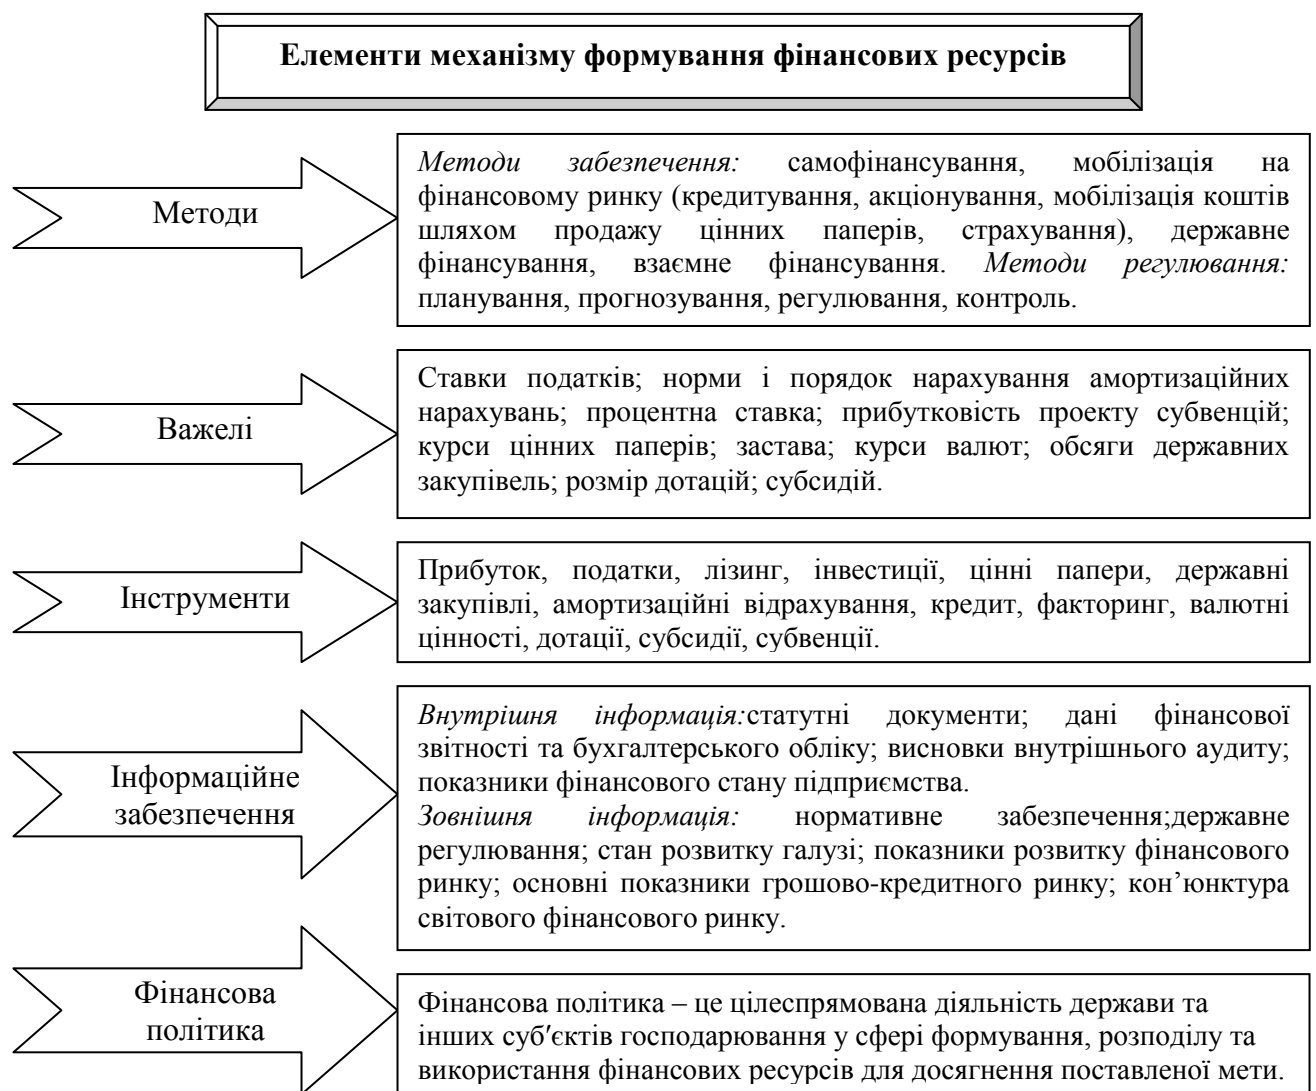 Елементи механізму формування фінансових ресурсів
Методи
Методи забезпечення: самофінансування, мобілізація на
фінансовому ринку (кредитування, акціонування, мобілізація коштів
шляхом продажу цінних паперів, страхування), державне
фінансування, взаємне фінансування. Методи регулювання:
планування, прогнозування, регулювання, контроль.
Важелі
Ставки податків; норми і порядок нарахування амортизаційних
нарахувань; процентна ставка; прибутковість проекту субвенцій;
курси цінних паперів; застава; курси валют; обсяги державних
закупівель; розмір дотацій; субсидій.
Інструменти
Прибуток, податки, лізинг, інвестиції, цінні папери, державні
закупівлі, амортизаційні відрахування, кредит, факторинг, валютні
цінності, дотації, субсидії, субвенції.
Інформаційне
забезпечення
Внутрішня інформація:статутні документи; дані фінансової
звітності та бухгалтерського обліку; висновки внутрішнього аудиту;
показники фінансового стану підприємства.
Зовнішня інформація: нормативне забезпечення;державне
регулювання; стан розвитку галузі; показники розвитку фінансового
ринку; основні показники грошово-кредитного ринку; кон’юнктура
світового фінансового ринку.
Фінансова
політика
Фінансова політика – це цілеспрямована діяльність держави та
інших суб′єктів господарювання у сфері формування, розподілу та
використання фінансових ресурсів для досягнення поставленої мети.